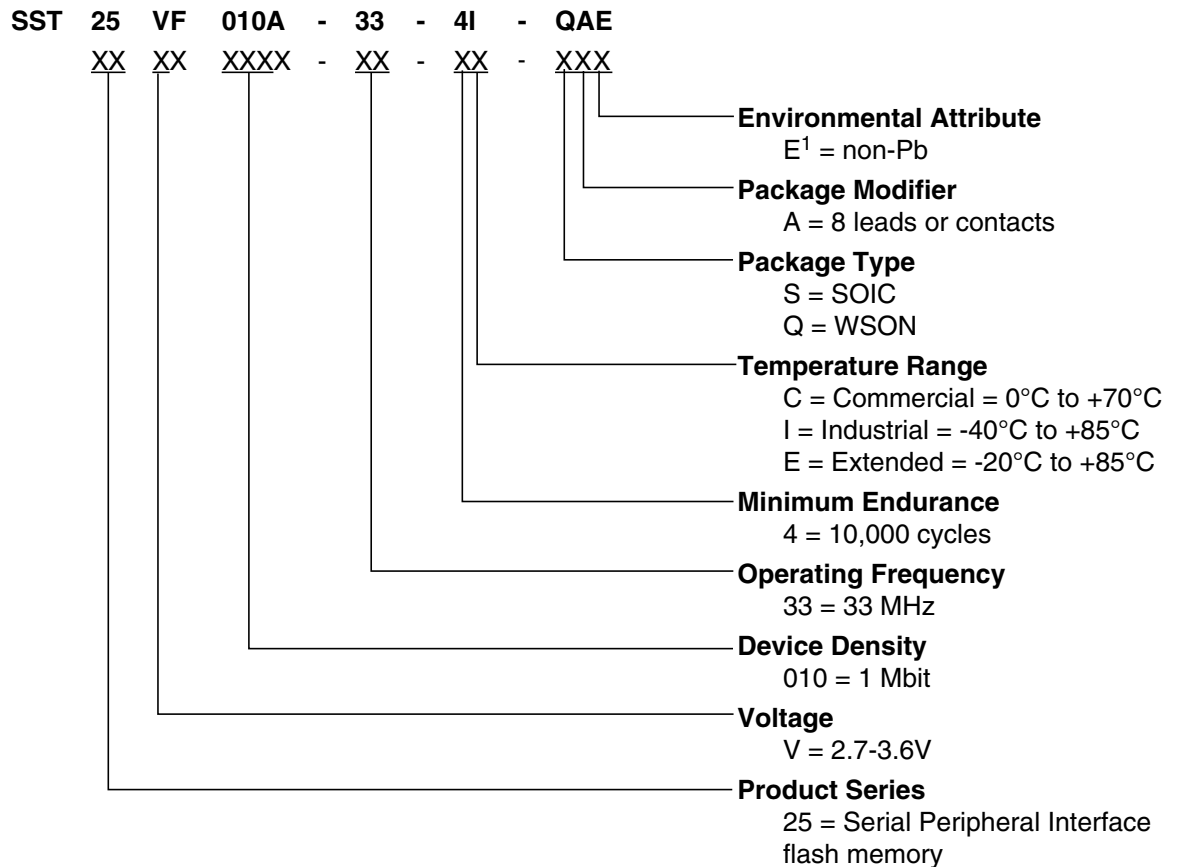 SST 25 VF 010A - 33 - 4I - QAE
XX XX XXXX - XX - XX - XXX
Environmental Attribute
E1 = non-Pb
Package Modifier
A = 8 leads or contacts
Package Type
S = SOIC
Q = WSON
Temperature Range
C = Commercial = 0°C to +70°C
I = Industrial = -40°C to +85°C
E = Extended = -20°C to +85°C
Minimum Endurance
4 = 10,000 cycles
Operating Frequency
33 = 33 MHz
Device Density
010 = 1 Mbit
Voltage
V = 2.7-3.6V
Product Series
25 = Serial Peripheral Interface
flash memory